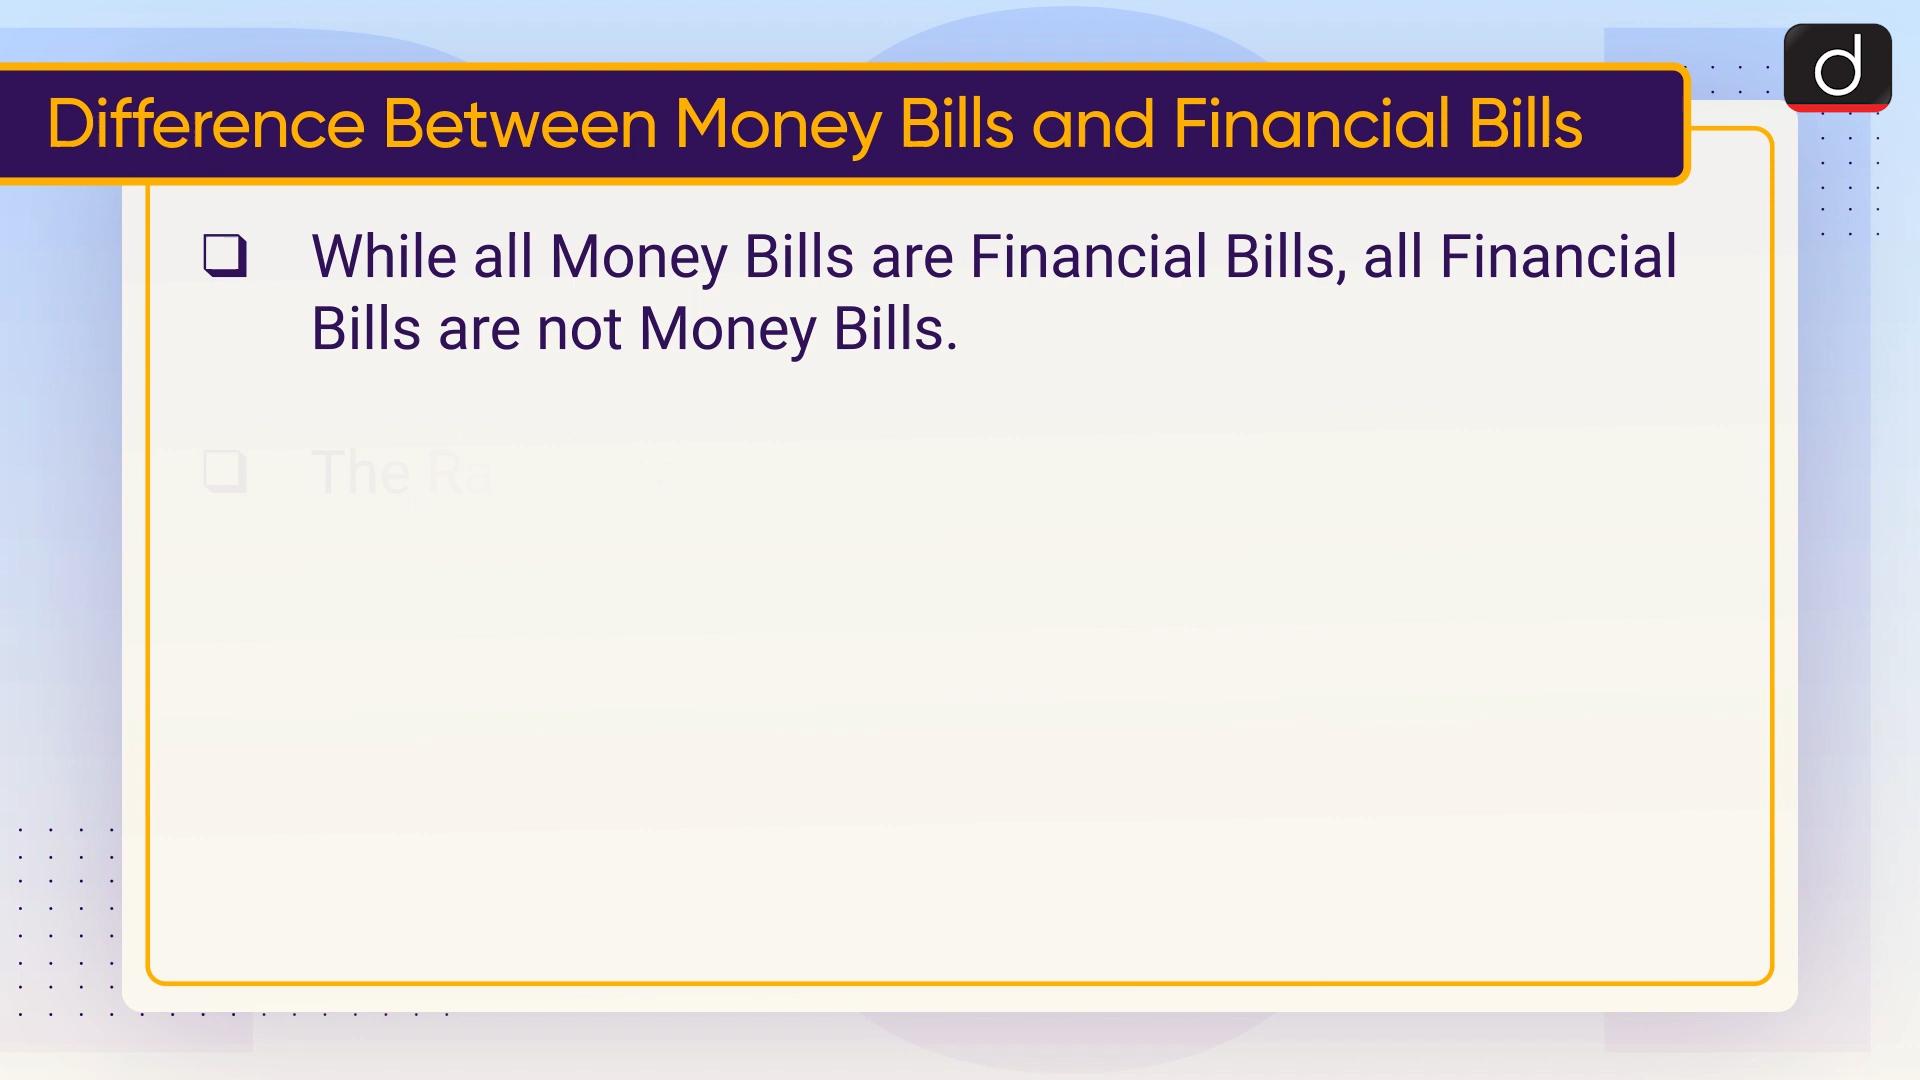 Difference Between Money Bills and Financial Bills
d
❑ While all Money Bills are Financial Bills, all Financial
Bills are not Money Bills.
❑ The Ra